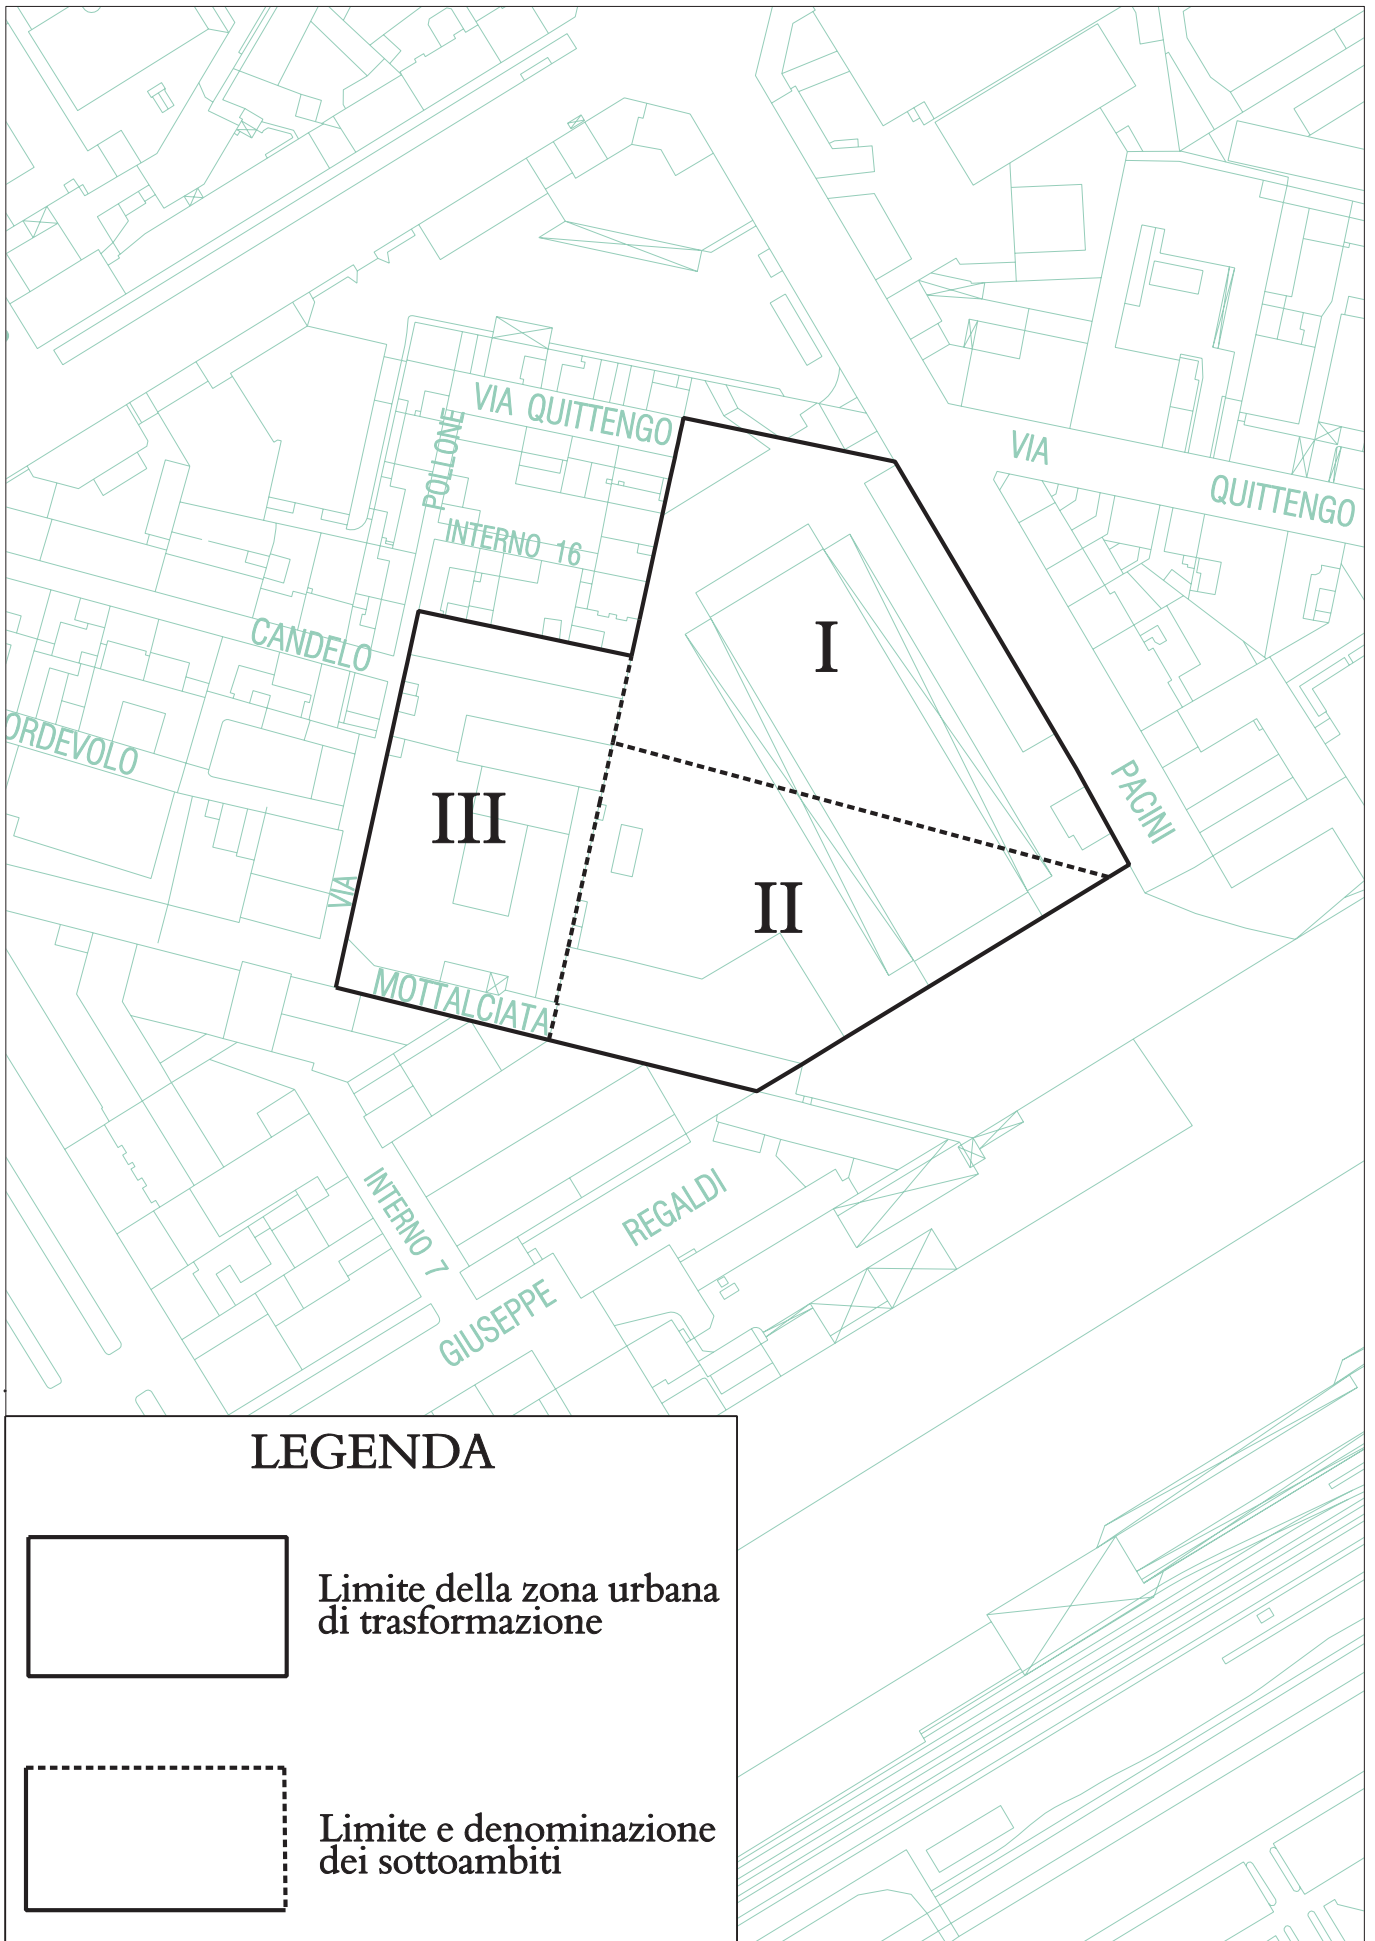 VIA QUITTENGO
POLLONE
VIA
QUITTENGO
INTERNO 16
CANDELO
I
ORDEVOLO
PACINI
III
VIA
II
MOTTALCIATA
INTERNO 7
REGALDI
GIUSEPPE
LEGENDA
Limite della zona urbana
di trasformazione
Limite e denominazione
dei sottoambiti